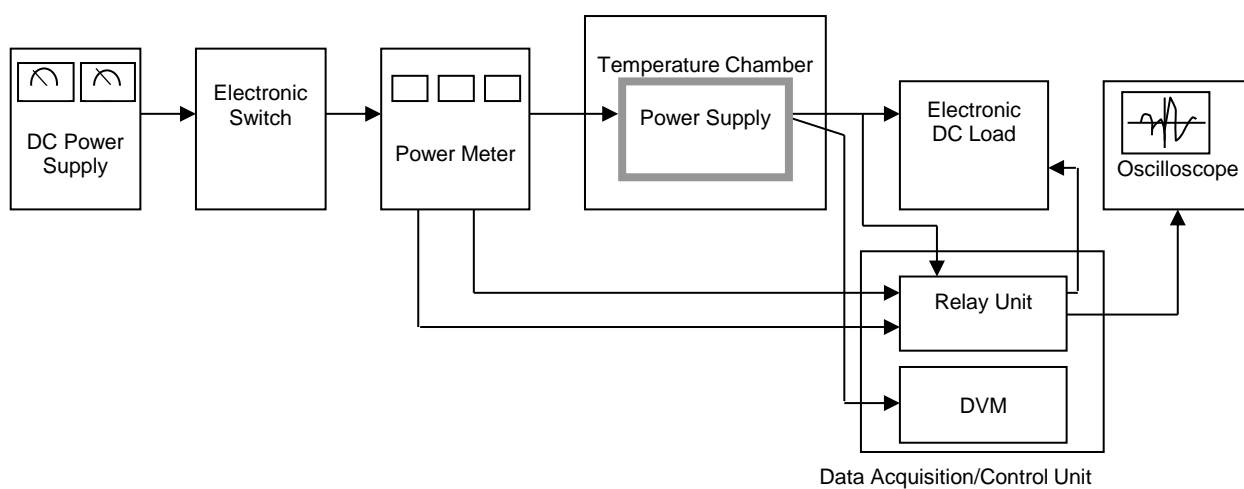 Temperature Chamber
DC Power
Supply
Electronic
Switch
Power Meter
Power Supply
Electronic
DC Load
Oscilloscope
Relay Unit
DVM
Data Acquisition/Control Unit